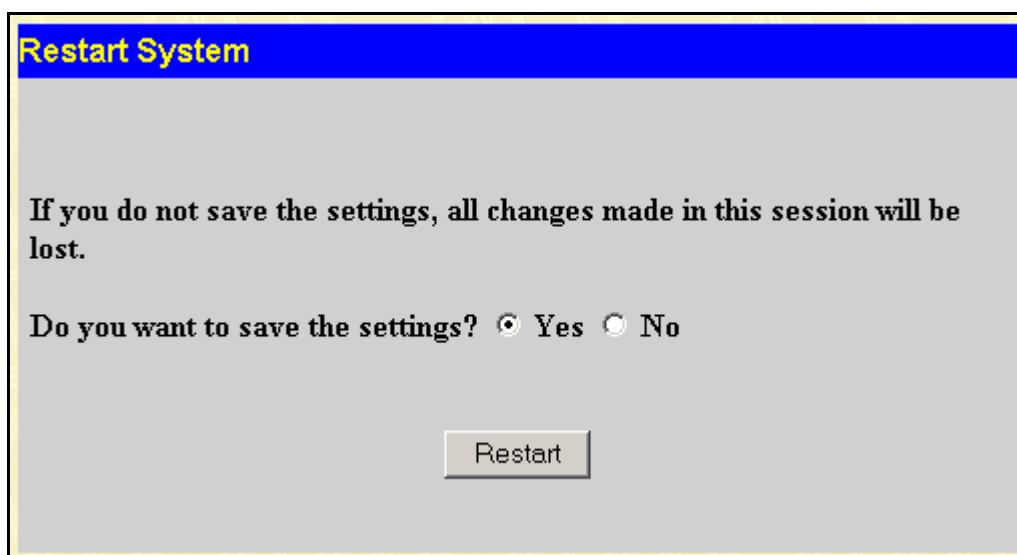 Restart System
If you do not save the settings, all changes made in this session will be
lost.
Do you want to save the settings? Yes No
Restart